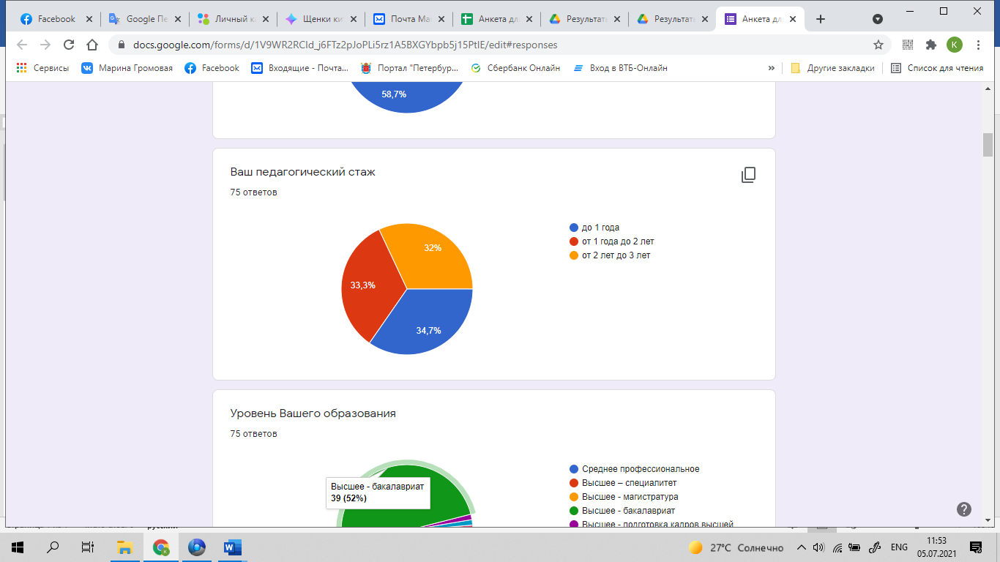 Facebook
Google Пе
Личный ка
Щенки ки
Почта Ма
Анкета дл
Результать
Результать
Анкета дл
docs.google.com/forms/d/1V9WR2RCId_j6FTz2pJoPLi5rz1A5BXGYbpb5j15PtlE/edit#responses
K
Сервисы
Марина Громовая
Facebook
Входящие - Почта...
Портал "Петербур...
Сбербанк Онлайн
Вход в ВТБ-Онлайн
»
Другие закладки
Список для чтения
58,7%
Ваш педагогический стаж
75 ответов
32%
33,3%
34,7%
до 1 года
от 1 года до 2 лет
от 2 лет до 3 лет
Уровень Вашего образования
75 ответов
Высшее - бакалавриат
39 (52%)
Среднее профессиональное
Высшее – специалитет
Высшее - магистратура
Высшее - бакалавриат
Высшее - подготовка кадров высшей
27°C Солнечно
ENG
11:53
05.07.2021